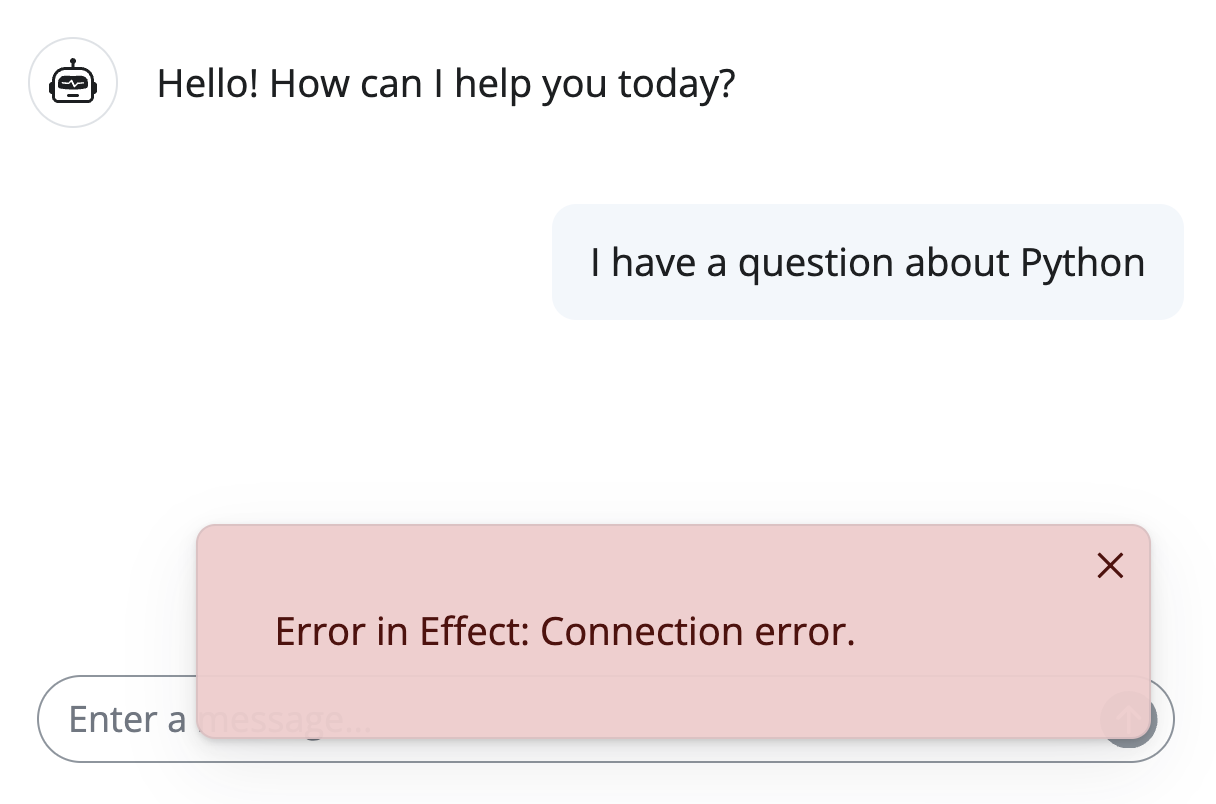 Hello! How can I help you today?
I have a question about Python
Error in Effect: Connection error.
Enter a message...